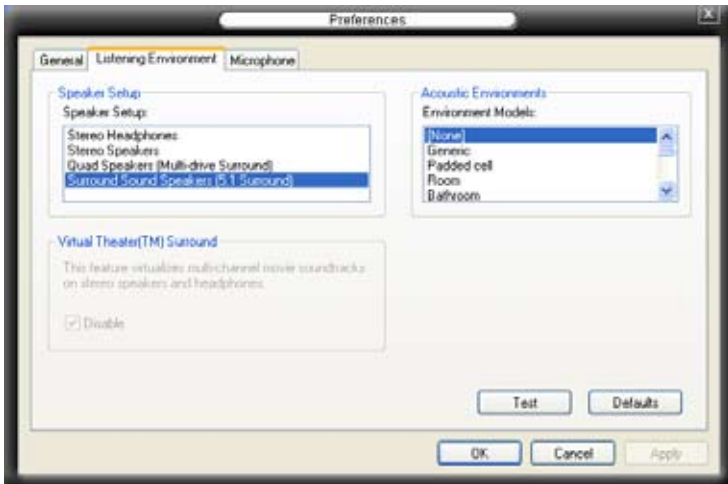 Preferences
X
General Listening Environment Microphone
Speaker Setup
Speaker Setup:
Stereo Headphones
Stereo Speakers
Quad Speakers (Multi-drive Surround)
Surround Sound Speakers (5.1 Surround)
Acoustic Environments
Environment Models:
[None]
Generic
Padded cell
Room
Bathroom
Virtual Theater(TM) Surround
This feature virtualizes multi-channel movie soundtracks
on stereo speakers and headphones.
Disable
Test Defaults
OK Cancel Apply